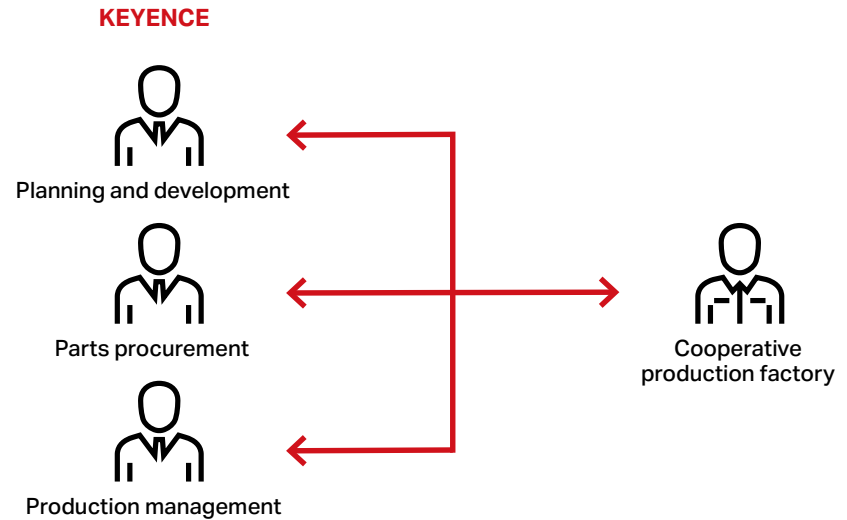 KEYENCE
Planning and development
Parts procurement
Production management
Cooperative
production factory